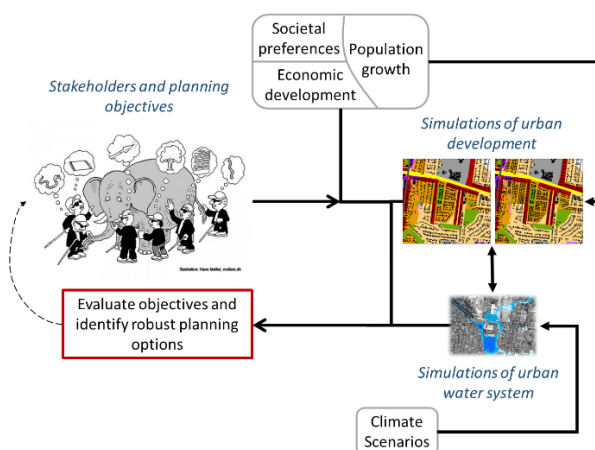 Societal
preferences
Population
growth
Economic
development
Stakeholders and planning
objectives
Simulations of urban
development
Illustration: Hans Møller, mollers.dk
Evaluate objectives and
identify robust planning
options
Simulations of urban
water system
Climate
Scenarios